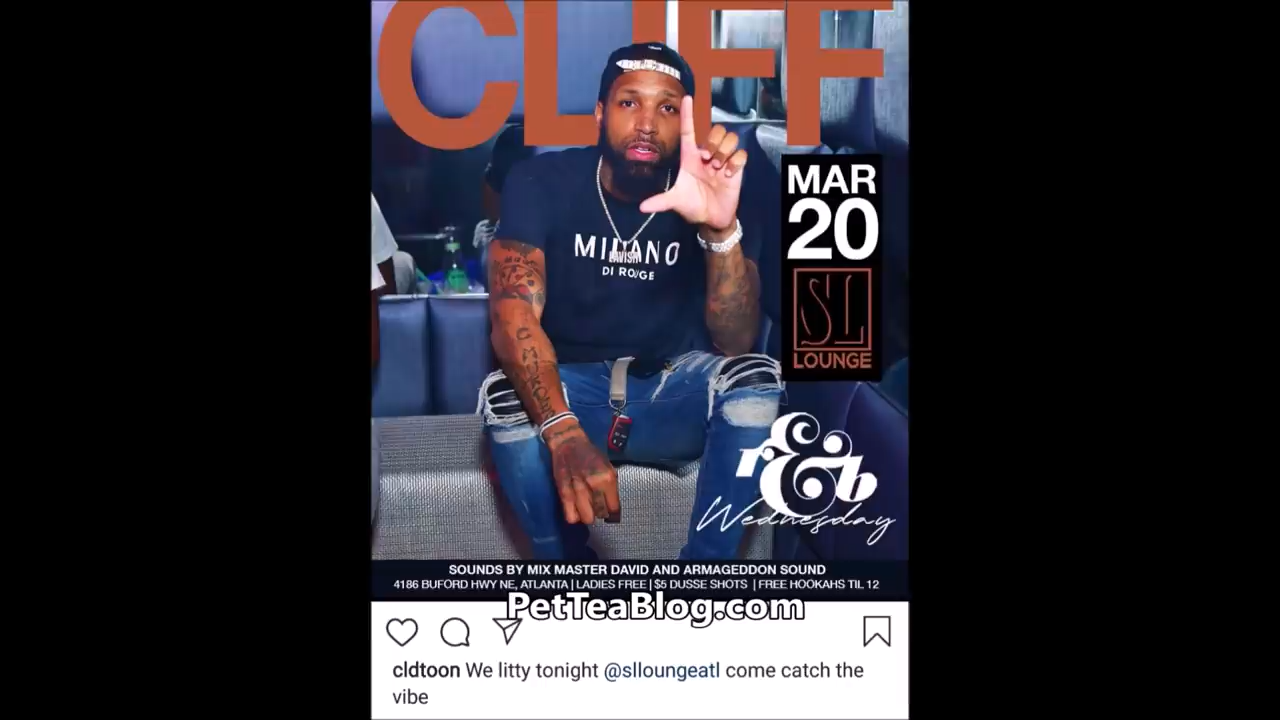 CLIFF
MAR
20
SL
LOUNGE
MILANO
DI ROUGE
r&b
Wednesday
SOUNDS BY MIX MASTER DAVID AND ARMAGEDDON SOUND
4186 BUFORD HWY NE, ATLANTA | LADIES FREE | $5 DUSSE SHOTS | FREE HOOKAHS TIL 12
PetTeaBlog.com
cldtoon We litty tonight @slloungeatl come catch the
vibe